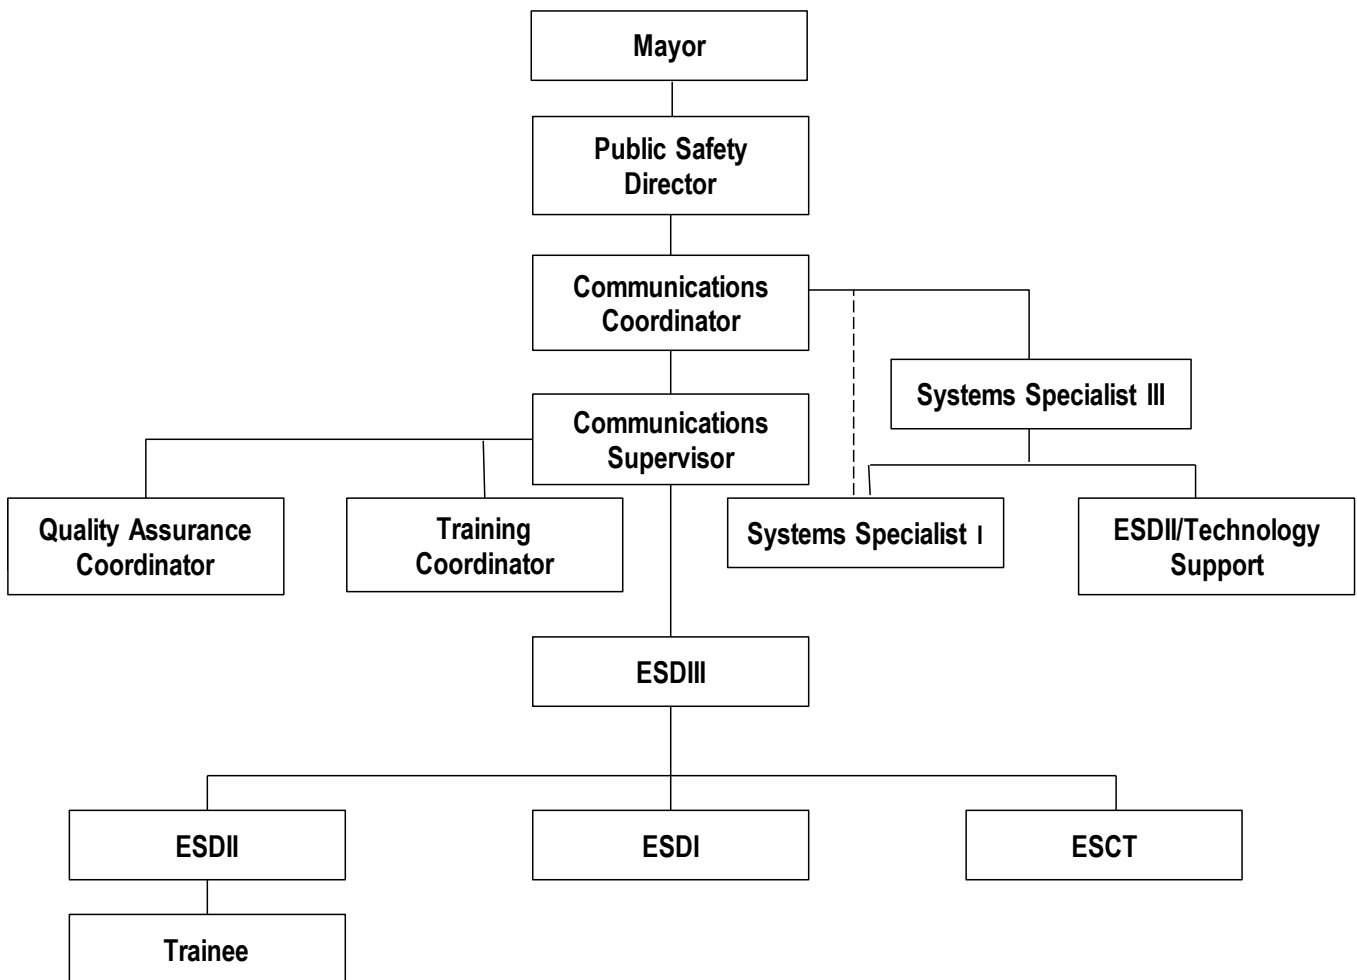 Mayor
Public Safety
Director
Communications
Coordinator
Systems Specialist III
Communications
Supervisor
Quality Assurance
Coordinator
Training
Coordinator
Systems Specialist I
ESDII/Technology
Support
ESDIII
ESDII
ESDI
ESCT
Trainee